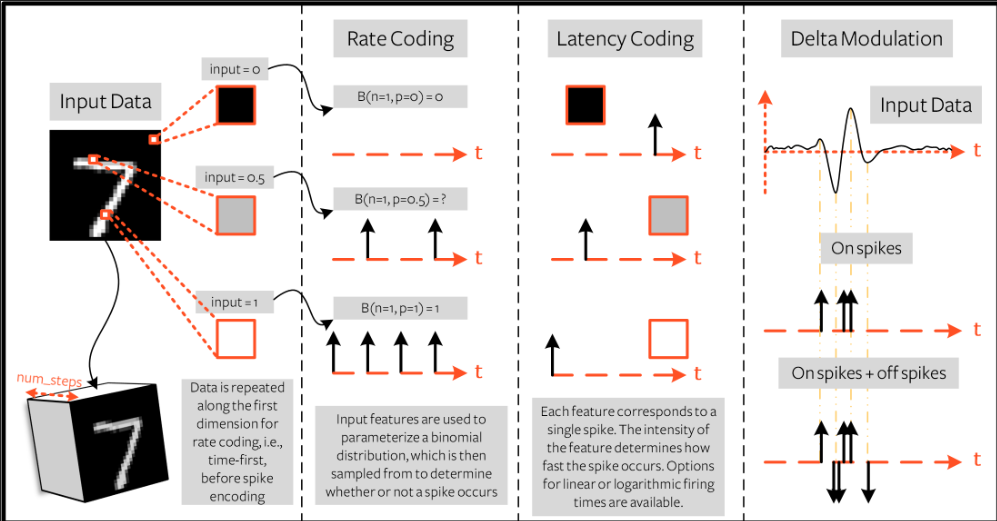 Input Data
input = 0
input = 0.5
input = 1
num_steps
Data is repeated
along the first
dimension for
rate coding, i.e.,
time-first,
before spike
encoding
Rate Coding
B(n=1, p=0) = 0
t
B(n=1, p=0.5) = ?
t
B(n=1, p=1) = 1
t
Input features are used to
parameterize a binomial
distribution, which is then
sampled from to determine
whether or not a spike occurs
Latency Coding
t
t
t
Each feature corresponds to a
single spike. The intensity of
the feature determines how
fast the spike occurs. Options
for linear or logarithmic firing
times are available.
Delta Modulation
Input Data
t
On spikes
t
On spikes + off spikes
t